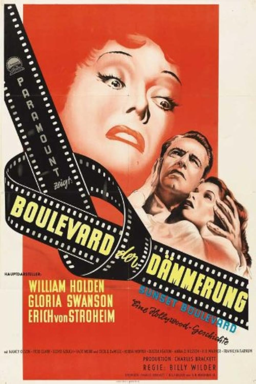 PARAMOUNT
zeigt:
BOULEVARD
der
DÄMMERUNG
SUNSET BOULEVARD
Eine Hollywood-Geschichte
HAUPTDARSTELLER:
WILLIAM HOLDEN
GLORIA SWANSON
ERICH von STROHEIM
PRODUKTION: CHARLES BRACKETT
REGIE: BILLY WILDER